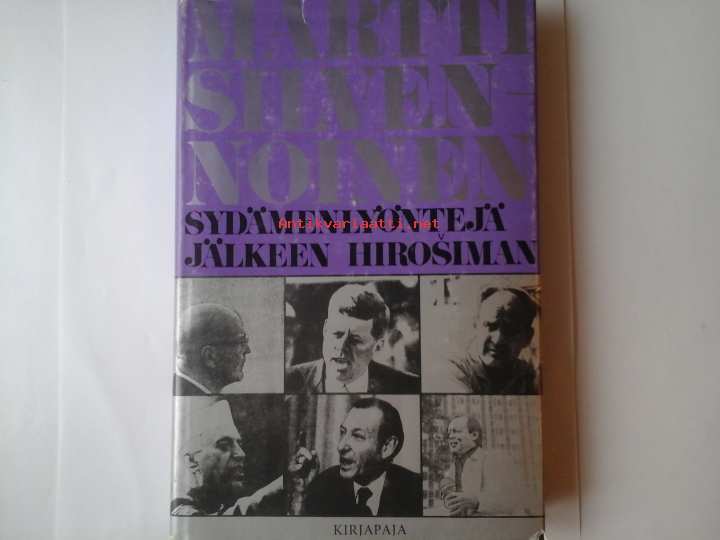 MARTTI
SILVEN-
NOINEN
SYDÄMENLYÖNTEJÄ
Antikvariaatti.net
JÄLKEEN HIROŠIMAN
KIRJAPAJA